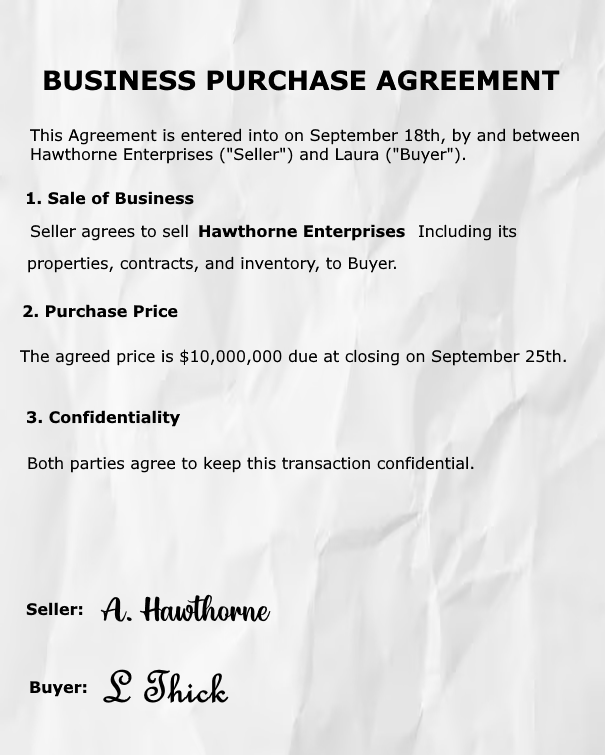 BUSINESS PURCHASE AGREEMENT
This Agreement is entered into on September 18th, by and between
Hawthorne Enterprises ("Seller") and Laura ("Buyer").
1. Sale of Business
Seller agrees to sell Hawthorne Enterprises Including its
properties, contracts, and inventory, to Buyer.
2. Purchase Price
The agreed price is $10,000,000 due at closing on September 25th.
3. Confidentiality
Both parties agree to keep this transaction confidential.
Seller: A. Hawthorne
Buyer: L Thick